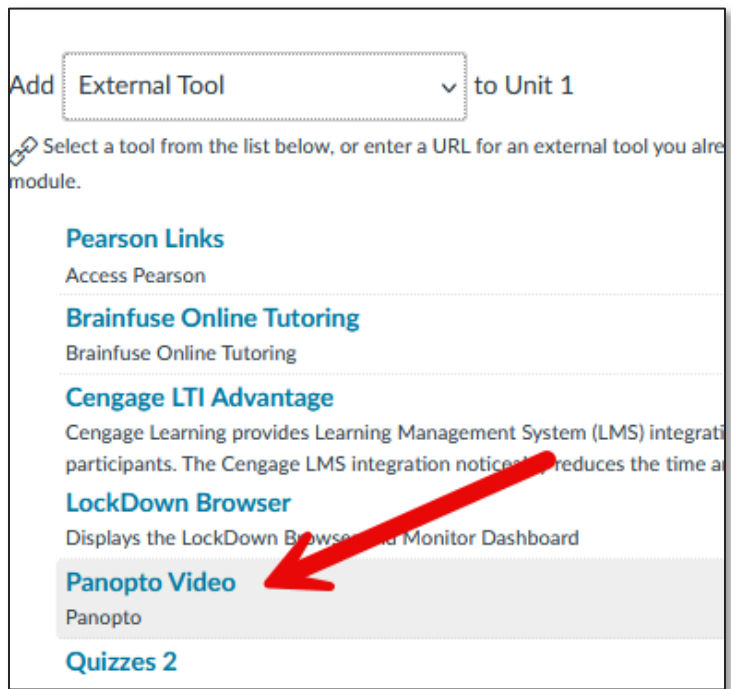 Add External Tool to Unit 1
Select a tool from the list below, or enter a URL for an external tool you alre
module.
Pearson Links
Access Pearson
Brainfuse Online Tutoring
Brainfuse Online Tutoring
Cengage LTI Advantage
Cengage Learning provides Learning Management System (LMS) integrati
participants. The Cengage LMS integration reduces the time a
LockDown Browser
Displays the LockDown Monitor Dashboard
Panopto Video
Panopto
Quizzes 2